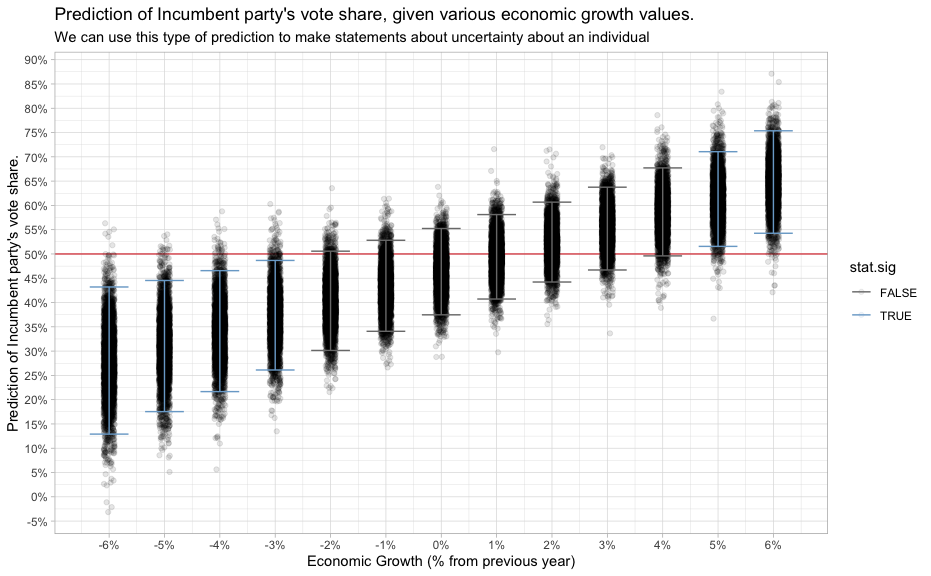 Prediction of Incumbent party's vote share, given various economic growth values.
We can use this type of prediction to make statements about uncertainty about an individual
90%
85%
80%
75%
70%
65%
60%
55%
50%
45%
40%
35%
30%
25%
20%
15%
10%
5%
0%
-5%
Prediction of Incumbent party's vote share.
-6% -5% -4% -3% -2% -1% 0% 1% 2% 3% 4% 5% 6%
Economic Growth (% from previous year)
stat.sig
FALSE
TRUE